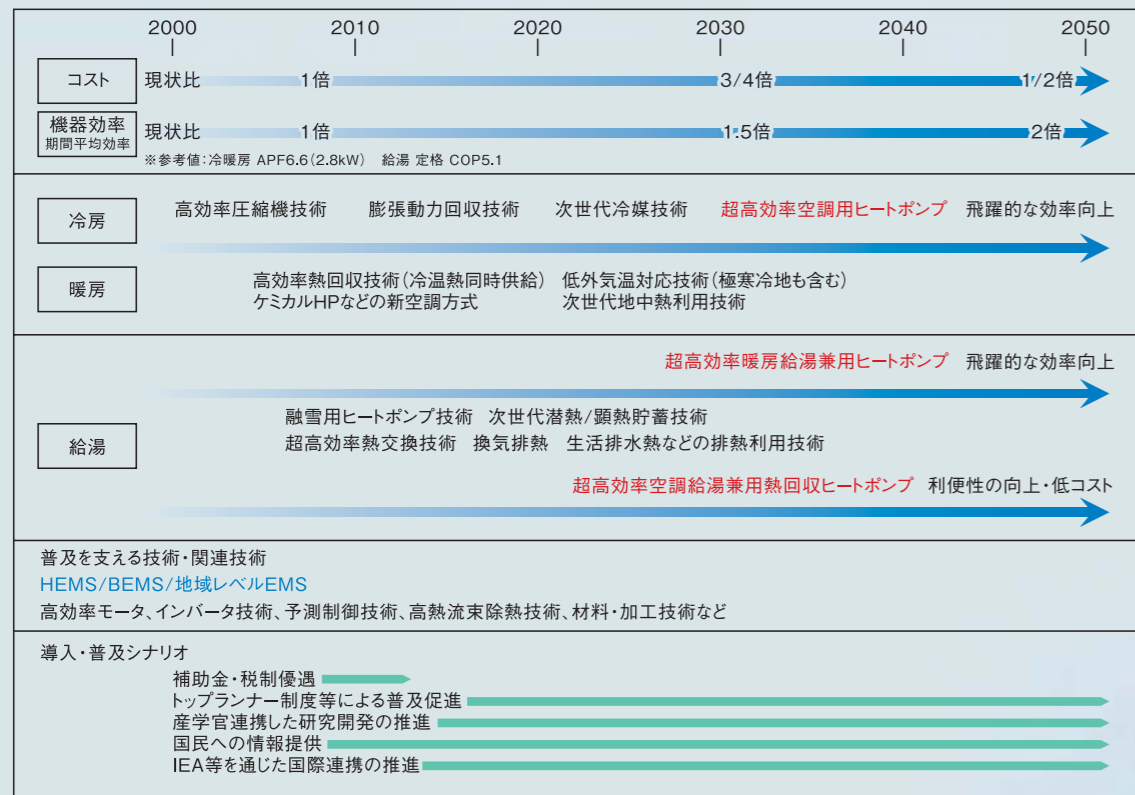 2000 2010 2020 2030 2040 2050
コスト 現状比 1倍 3/4倍 1/2倍
機器効率
期間平均効率 現状比 1倍 1.5倍 2倍
※参考値:冷暖房 APF6.6(2.8kW) 給湯 定格 COP5.1
冷房 高効率圧縮機技術 膨張動力回収技術 次世代冷媒技術 超高効率空調用ヒートポンプ 飛躍的な効率向上
暖房
高効率熱回収技術(冷温熱同時供給) 低外気温対応技術(極寒冷地も含む)
ケミカルHPなどの新空調方式 次世代地中熱利用技術
超高効率暖房給湯兼用ヒートポンプ 飛躍的な効率向上
融雪用ヒートポンプ技術 次世代潜熱/顕熱貯蓄技術
給湯 超高効率熱交換技術 換気排熱 生活排水熱などの排熱利用技術
超高効率空調給湯兼用熱回収ヒートポンプ 利便性の向上・低コスト
普及を支える技術・関連技術
HEMS/BEMS/地域レベルEMS
高効率モータ、インバータ技術、予測制御技術、高熱流束除熱技術、材料・加工技術など
導入・普及シナリオ
補助金・税制優遇
トップランナー制度等による普及促進
産学官連携した研究開発の推進
国民への情報提供
IEA等を通じた国際連携の推進